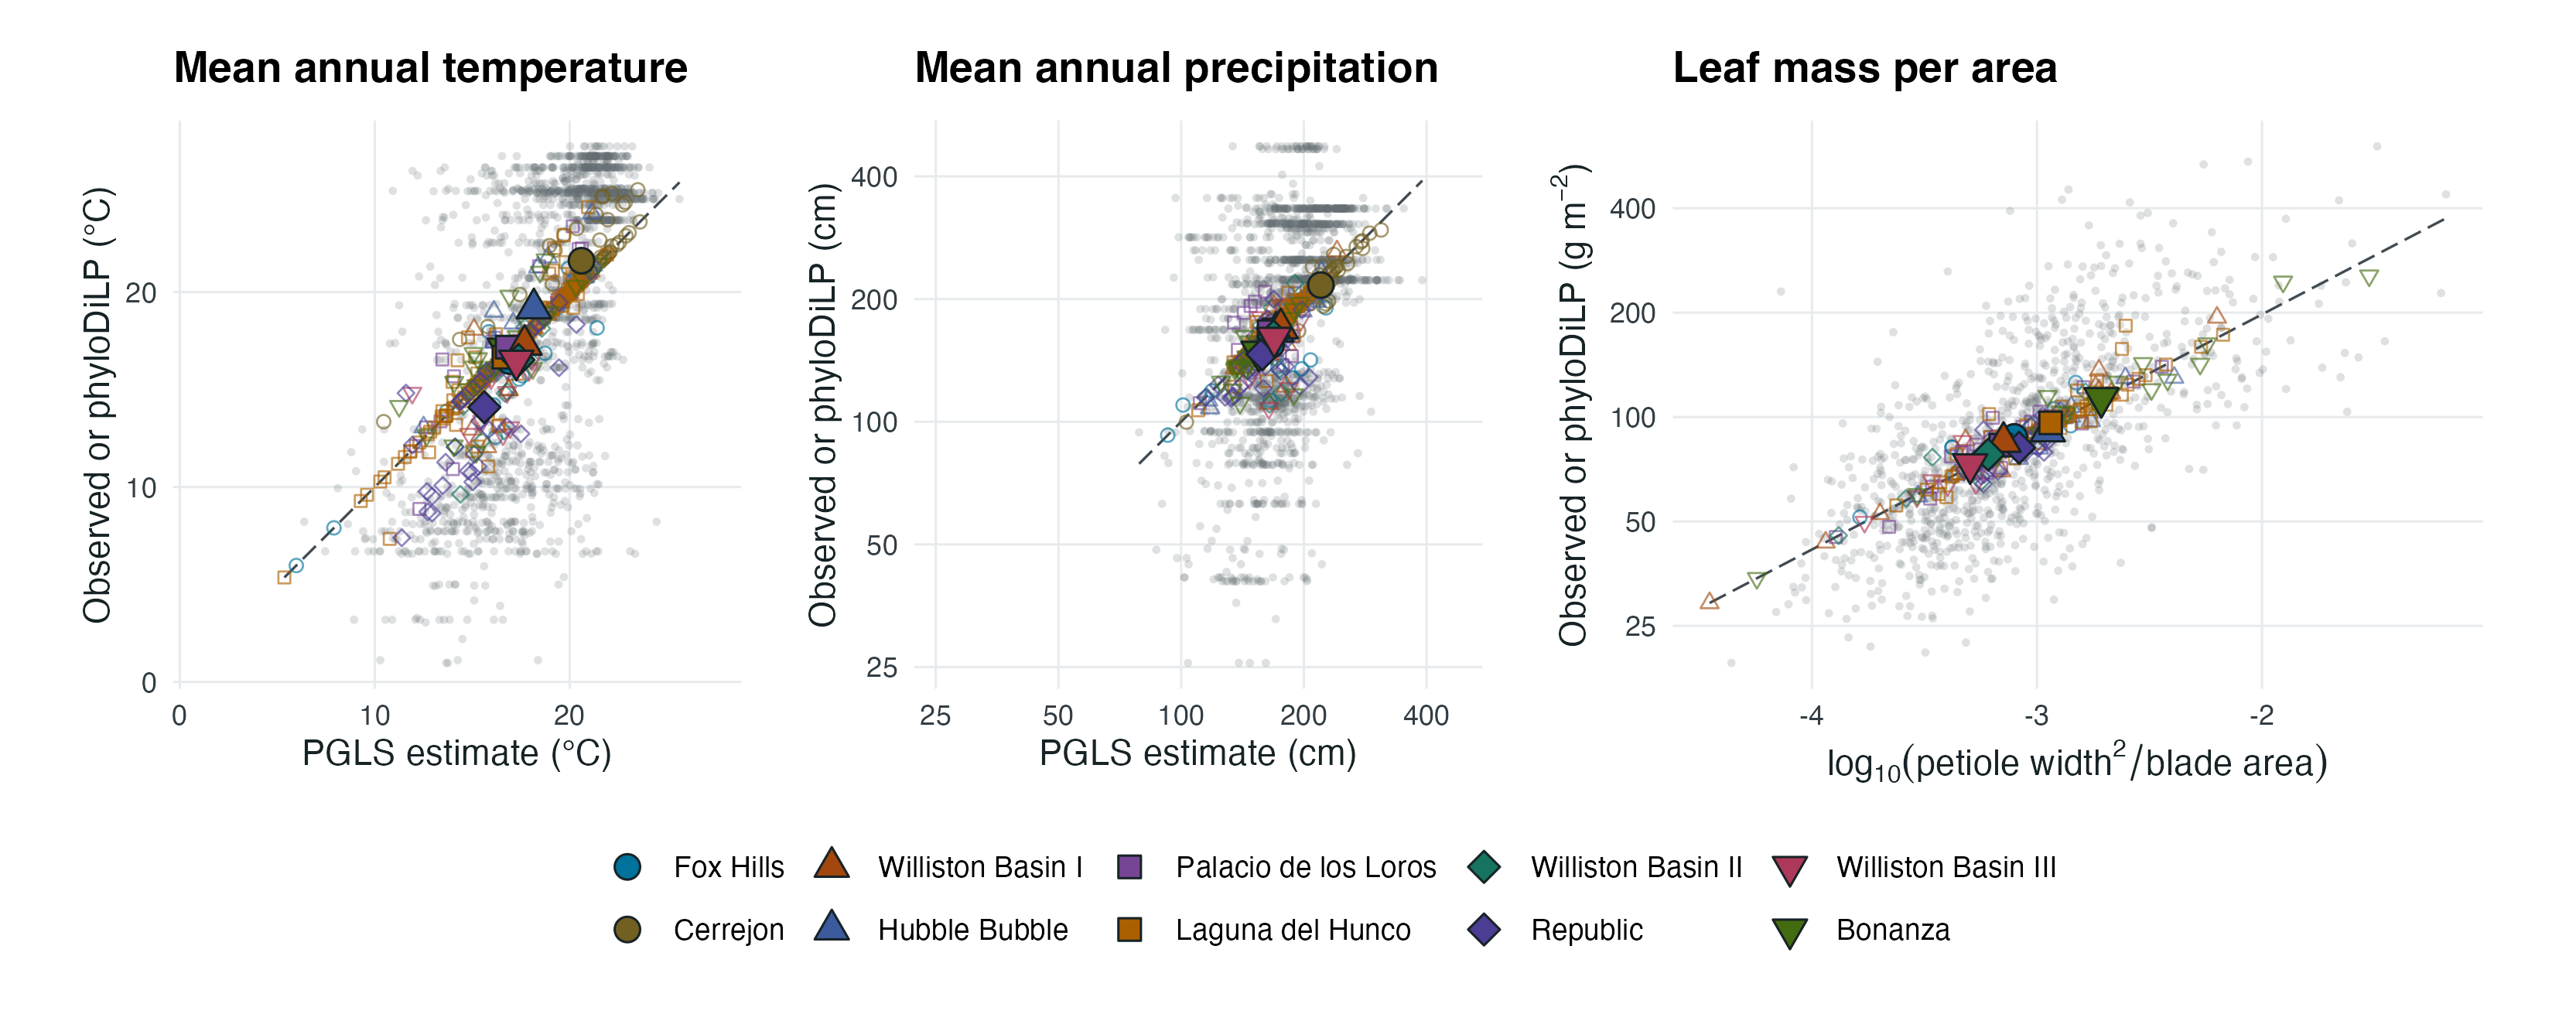 Mean annual temperature
Observed or phyloDiLP (°C)
20
10
0
0 10 20
PGLS estimate (°C)
Mean annual precipitation
Observed or phyloDiLP (cm)
400
200
100
50
25
25 50 100 200 400
PGLS estimate (cm)
Leaf mass per area
Observed or phyloDiLP (g m⁻²)
400
200
100
50
25
-4 -3 -2
log₁₀(petiole width²/blade area)
Fox Hills Williston Basin I Palacio de los Loros Williston Basin II Williston Basin III
Cerrejon Hubble Bubble Laguna del Hunco Republic Bonanza